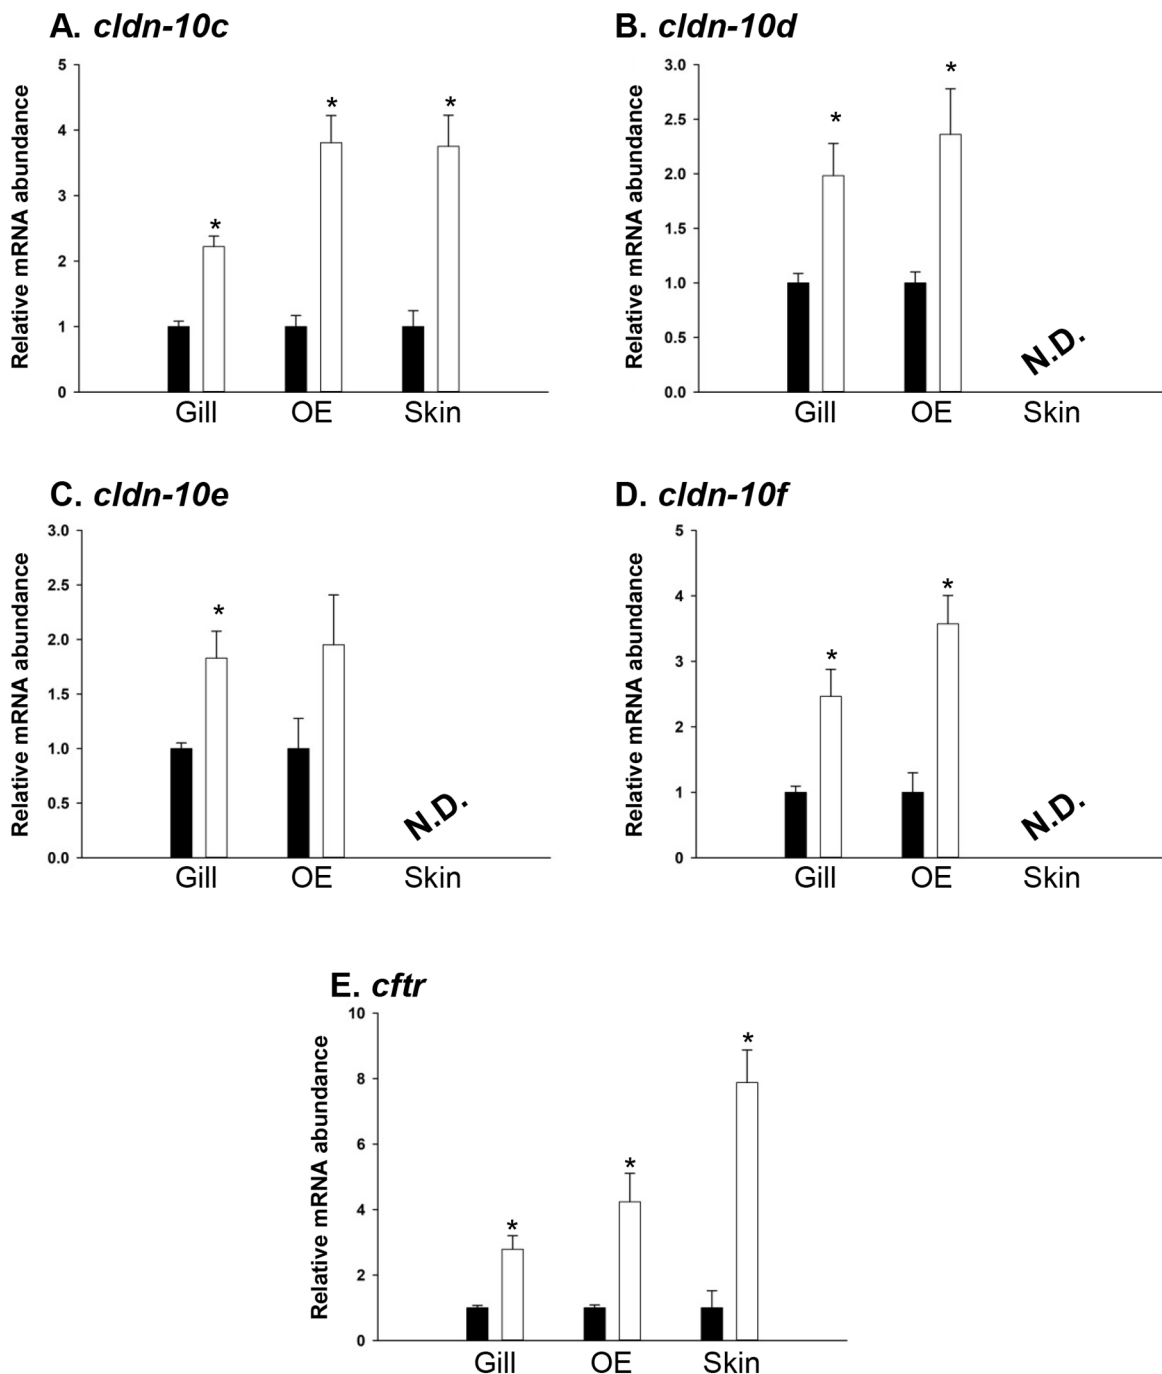 A. cldn-10c
Relative mRNA abundance
5
4
3
2
1
0
*
*
*
Gill
OE
Skin
B. cldn-10d
Relative mRNA abundance
3.0
2.5
2.0
1.5
1.0
0.5
0.0
*
*
N.D.
Gill
OE
Skin
C. cldn-10e
Relative mRNA abundance
3.0
2.5
2.0
1.5
1.0
0.5
0.0
*
N.D.
Gill
OE
Skin
D. cldn-10f
Relative mRNA abundance
5
4
3
2
1
0
*
*
N.D.
Gill
OE
Skin
E. cftr
Relative mRNA abundance
10
8
6
4
2
0
*
*
*
Gill
OE
Skin